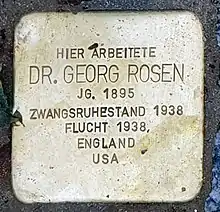 HIER ARBEITETE
DR. GEORG ROSEN
JG. 1895
ZWANGSRUHESTAND 1938
FLUCHT 1938,
ENGLAND
USA